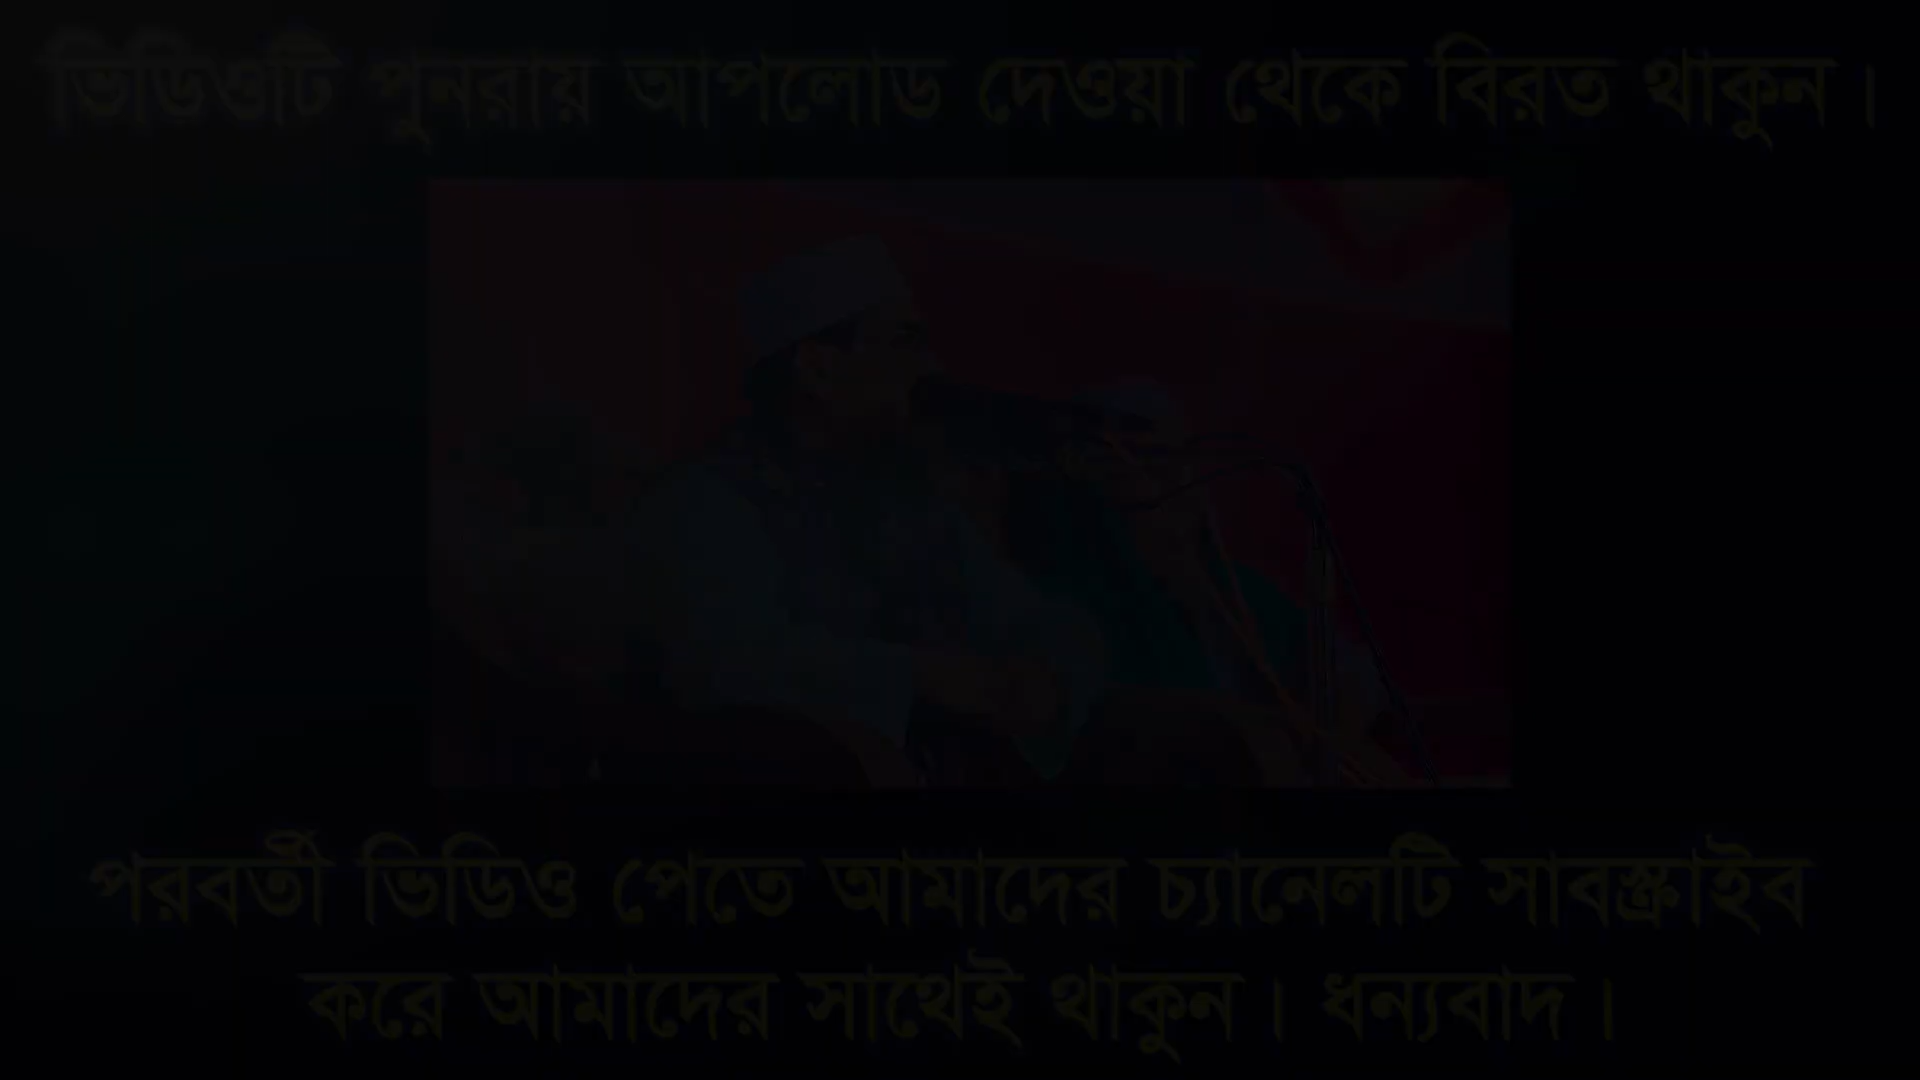 ভিডিওটি পুনরায় আপলোড দেওয়া থেকে বিরত থাকুন ।
পরবর্তী ভিডিও পেতে আমাদের চ্যানেলটি সাবস্ক্রাইব
করে আমাদের সাথেই থাকুন । ধন্যবাদ ।